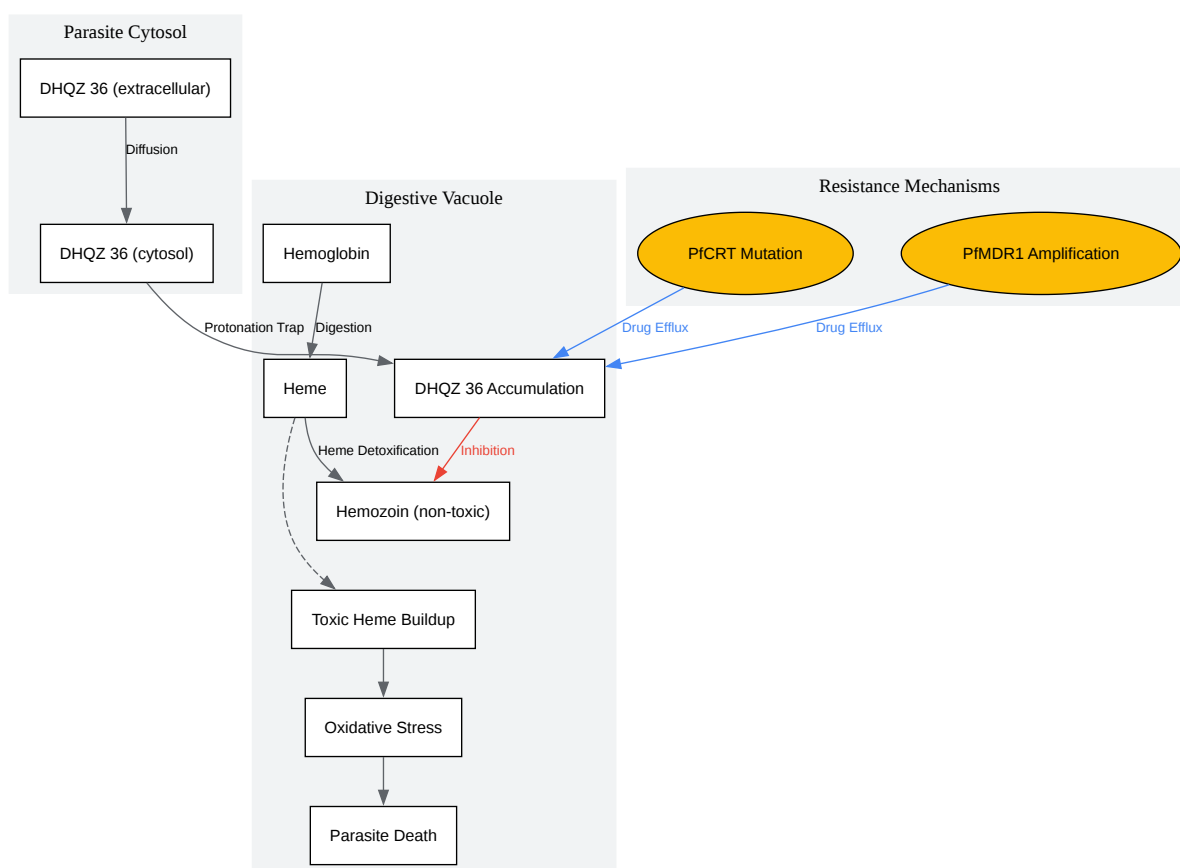 Parasite Cytosol
DHQZ 36 (extracellular)
Diffusion
DHQZ 36 (cytosol)
Protonation Trap
Digestive Vacuole
Hemoglobin
Digestion
Heme
DHQZ 36 Accumulation
Heme Detoxification
Inhibition
Hemozoin (non-toxic)
Toxic Heme Buildup
Oxidative Stress
Parasite Death
Resistance Mechanisms
PfCRT Mutation
PfMDR1 Amplification
Drug Efflux
Drug Efflux